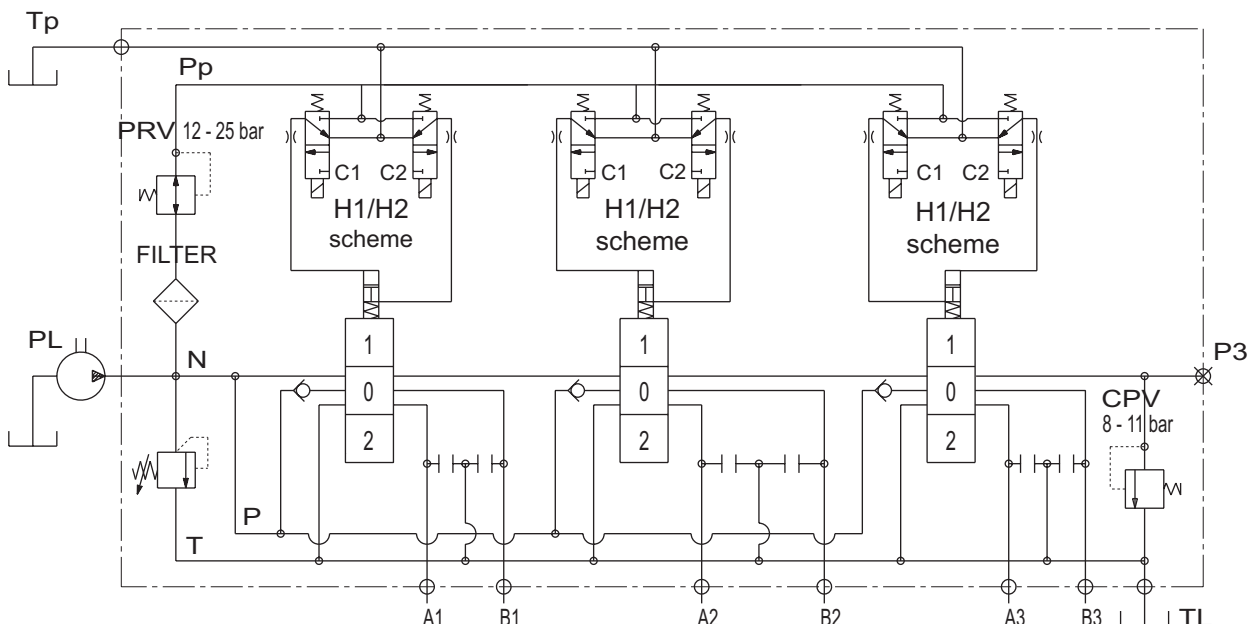 Tp
Pp
PRV 12 - 25 bar
C1 C2
H1/H2
scheme
C1 C2
H1/H2
scheme
C1 C2
H1/H2
scheme
FILTER
PL
N
1
0
2
1
0
2
1
0
2
P3
CPV
8 - 11 bar
P
T
A1
B1
A2
B2
A3
B3
TL